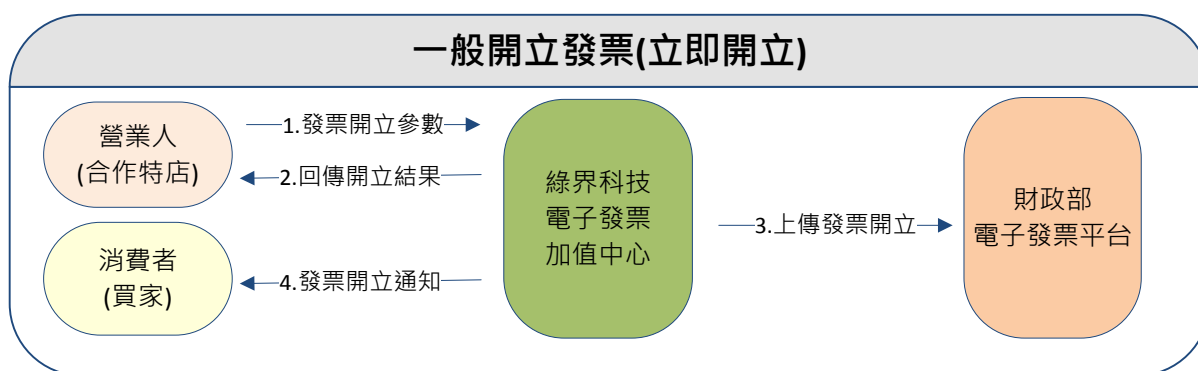 一般開立發票(立即開立)
營業人
(合作特店)
1.發票開立參數
2.回傳開立結果
綠界科技
電子發票
加值中心
3.上傳發票開立
財政部
電子發票平台
消費者
(買家)
4.發票開立通知